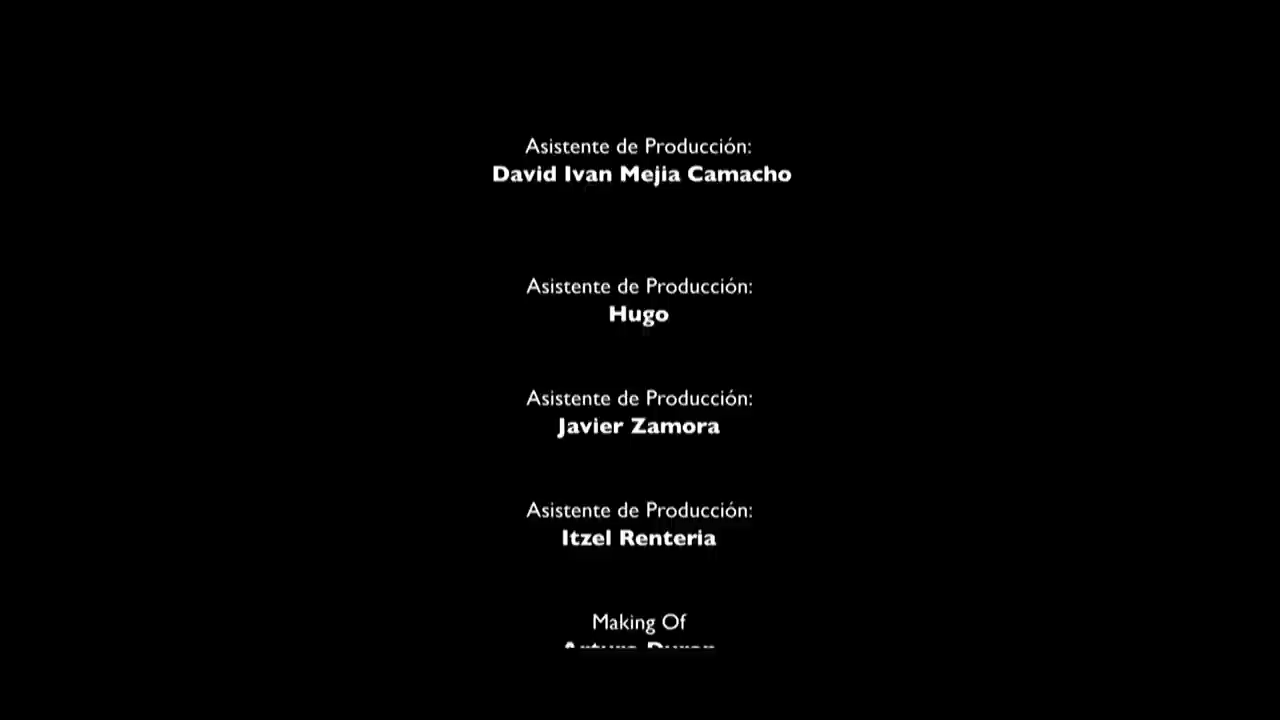 Asistente de Producción:
David Ivan Mejia Camacho
Asistente de Producción:
Hugo
Asistente de Producción:
Javier Zamora
Asistente de Producción:
Itzel Renteria
Making Of